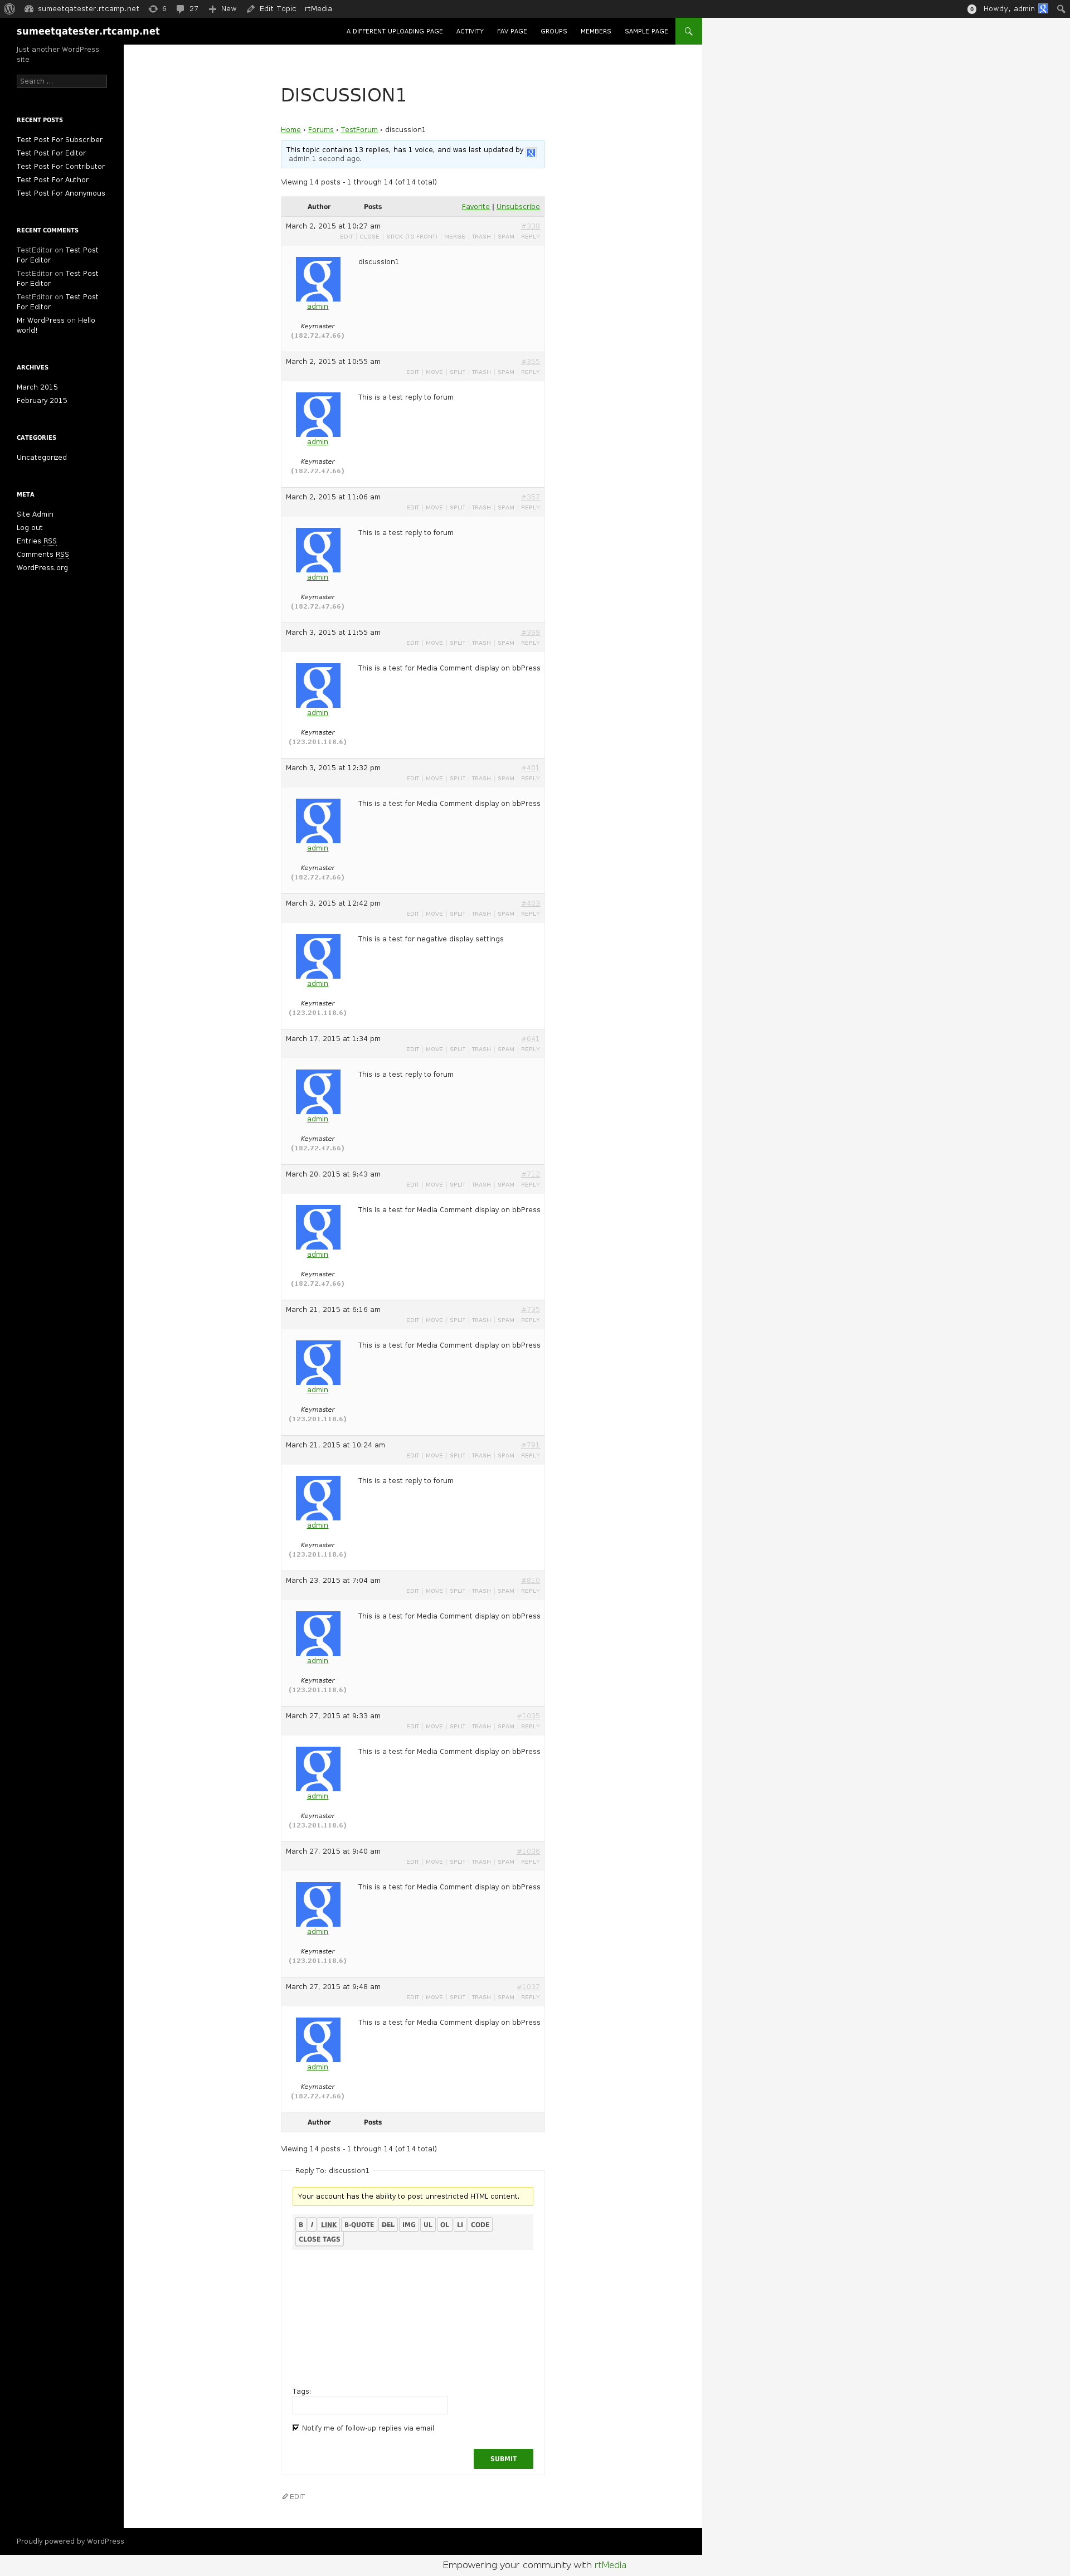 sumeetqatester.rtcamp.net 6 27 New Edit Topic rtMedia 0 Howdy, admin
sumeetqatester.rtcamp.net
A DIFFERENT UPLOADING PAGE ACTIVITY FAV PAGE GROUPS MEMBERS SAMPLE PAGE
Just another WordPress
site
Search ...
RECENT POSTS
Test Post For Subscriber
Test Post For Editor
Test Post For Contributor
Test Post For Author
Test Post For Anonymous
RECENT COMMENTS
TestEditor on Test Post
For Editor
TestEditor on Test Post
For Editor
TestEditor on Test Post
For Editor
Mr WordPress on Hello
world!
ARCHIVES
March 2015
February 2015
CATEGORIES
Uncategorized
META
Site Admin
Log out
Entries RSS
Comments RSS
WordPress.org
DISCUSSION1
Home › Forums › TestForum › discussion1
This topic contains 13 replies, has 1 voice, and was last updated by
admin 1 second ago.
Viewing 14 posts - 1 through 14 (of 14 total)
Author Posts Favorite | Unsubscribe
March 2, 2015 at 10:27 am #338
EDIT | CLOSE | STICK (TO FRONT) | MERGE | TRASH | SPAM | REPLY
discussion1
admin
Keymaster
(182.72.47.66)
March 2, 2015 at 10:55 am #355
EDIT | MOVE | SPLIT | TRASH | SPAM | REPLY
This is a test reply to forum
admin
Keymaster
(182.72.47.66)
March 2, 2015 at 11:06 am #357
EDIT | MOVE | SPLIT | TRASH | SPAM | REPLY
This is a test reply to forum
admin
Keymaster
(182.72.47.66)
March 3, 2015 at 11:55 am
EDIT | MOVE | SPLIT | TRASH | SPAM | REPLY
This is a test for Media Comment display on bbPress
admin
Keymaster
(123.201.118.6)
March 3, 2015 at 12:32 pm #401
EDIT | MOVE | SPLIT | TRASH | SPAM | REPLY
This is a test for Media Comment display on bbPress
admin
Keymaster
(182.72.47.66)
March 3, 2015 at 12:42 pm #403
EDIT | MOVE | SPLIT | TRASH | SPAM | REPLY
This is a test for negative display settings
admin
Keymaster
(123.201.118.6)
March 17, 2015 at 1:34 pm #641
EDIT | MOVE | SPLIT | TRASH | SPAM | REPLY
This is a test reply to forum
admin
Keymaster
(182.72.47.66)
March 20, 2015 at 9:43 am #712
EDIT | MOVE | SPLIT | TRASH | SPAM | REPLY
This is a test for Media Comment display on bbPress
admin
Keymaster
(182.72.47.66)
March 21, 2015 at 6:16 am #735
EDIT | MOVE | SPLIT | TRASH | SPAM | REPLY
This is a test for Media Comment display on bbPress
admin
Keymaster
(123.201.118.6)
March 21, 2015 at 10:24 am #791
EDIT | MOVE | SPLIT | TRASH | SPAM | REPLY
This is a test reply to forum
admin
Keymaster
(123.201.118.6)
March 23, 2015 at 7:04 am #810
EDIT | MOVE | SPLIT | TRASH | SPAM | REPLY
This is a test for Media Comment display on bbPress
admin
Keymaster
(123.201.118.6)
March 27, 2015 at 9:33 am #1035
EDIT | MOVE | SPLIT | TRASH | SPAM | REPLY
This is a test for Media Comment display on bbPress
admin
Keymaster
(123.201.118.6)
March 27, 2015 at 9:40 am #1036
EDIT | MOVE | SPLIT | TRASH | SPAM | REPLY
This is a test for Media Comment display on bbPress
admin
Keymaster
(123.201.118.6)
March 27, 2015 at 9:48 am #1037
EDIT | MOVE | SPLIT | TRASH | SPAM | REPLY
This is a test for Media Comment display on bbPress
admin
Keymaster
(182.72.47.66)
Author Posts
Viewing 14 posts - 1 through 14 (of 14 total)
Reply To: discussion1
Your account has the ability to post unrestricted HTML content.
B I LINK B-QUOTE DEL IMG UL OL LI CODE
CLOSE TAGS
Tags:
Notify me of follow-up replies via email
SUBMIT
EDIT
Proudly powered by WordPress
Empowering your community with rtMedia